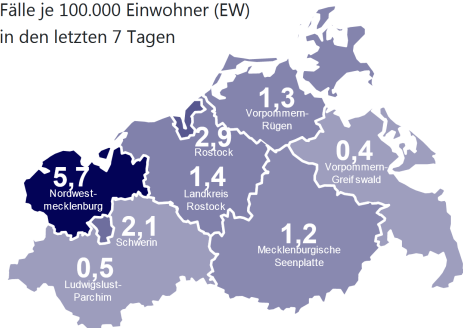 Fälle je 100.000 Einwohner (EW)
in den letzten 7 Tagen
1,3
Vorpommern-
Rügen
2,9
Rostock
0,4
Vorpommern-
Greifswald
5,7
Nordwest-
mecklenburg
1,4
Landkreis
Rostock
2,1
Schwerin
1,2
Mecklenburgische
Seenplatte
0,5
Ludwigslust-
Parchim